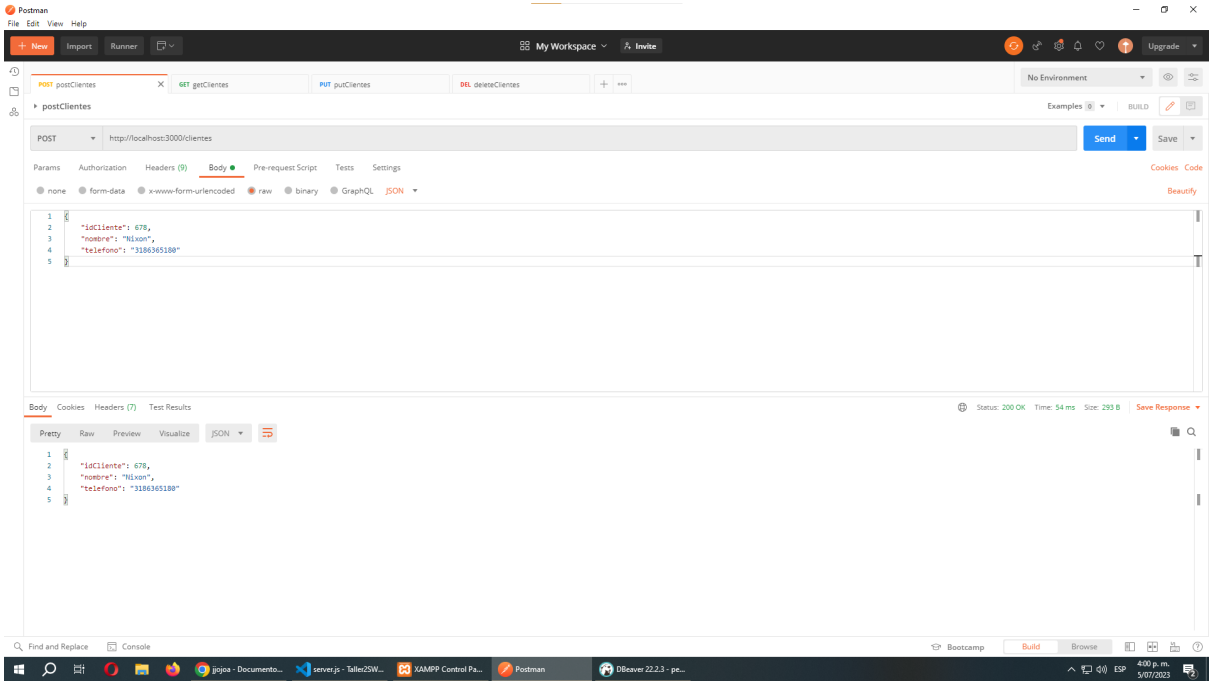 Postman
File Edit View Help
+ New Import Runner My Workspace Invite Upgrade
POST postClientes X GET getClientes PUT putClientes DEL deleteClientes + ••• No Environment
postClientes Examples 0 BUILD
POST http://localhost:3000/clientes Send Save
Params Authorization Headers (9) Body Pre-request Script Tests Settings Cookies Code
none form-data x-www-form-urlencoded raw binary GraphQL JSON Beautify
1 {
2 "idCliente": 678,
3 "nombre": "Nixon",
4 "telefono": "3186365180"
5 }
Body Cookies Headers (7) Test Results Status: 200 OK Time: 54 ms Size: 293 B Save Response
Pretty Raw Preview Visualize JSON
1 {
2 "idCliente": 678,
3 "nombre": "Nixon",
4 "telefono": "3186365180"
5 }
Find and Replace Console Bootcamp Build Browse
jjojoa - Documento... server.js - Taller2SW... XAMPP Control Pa... Postman DBeaver 22.2.3 - pe... ESP 4:00 p. m.
5/07/2023 2